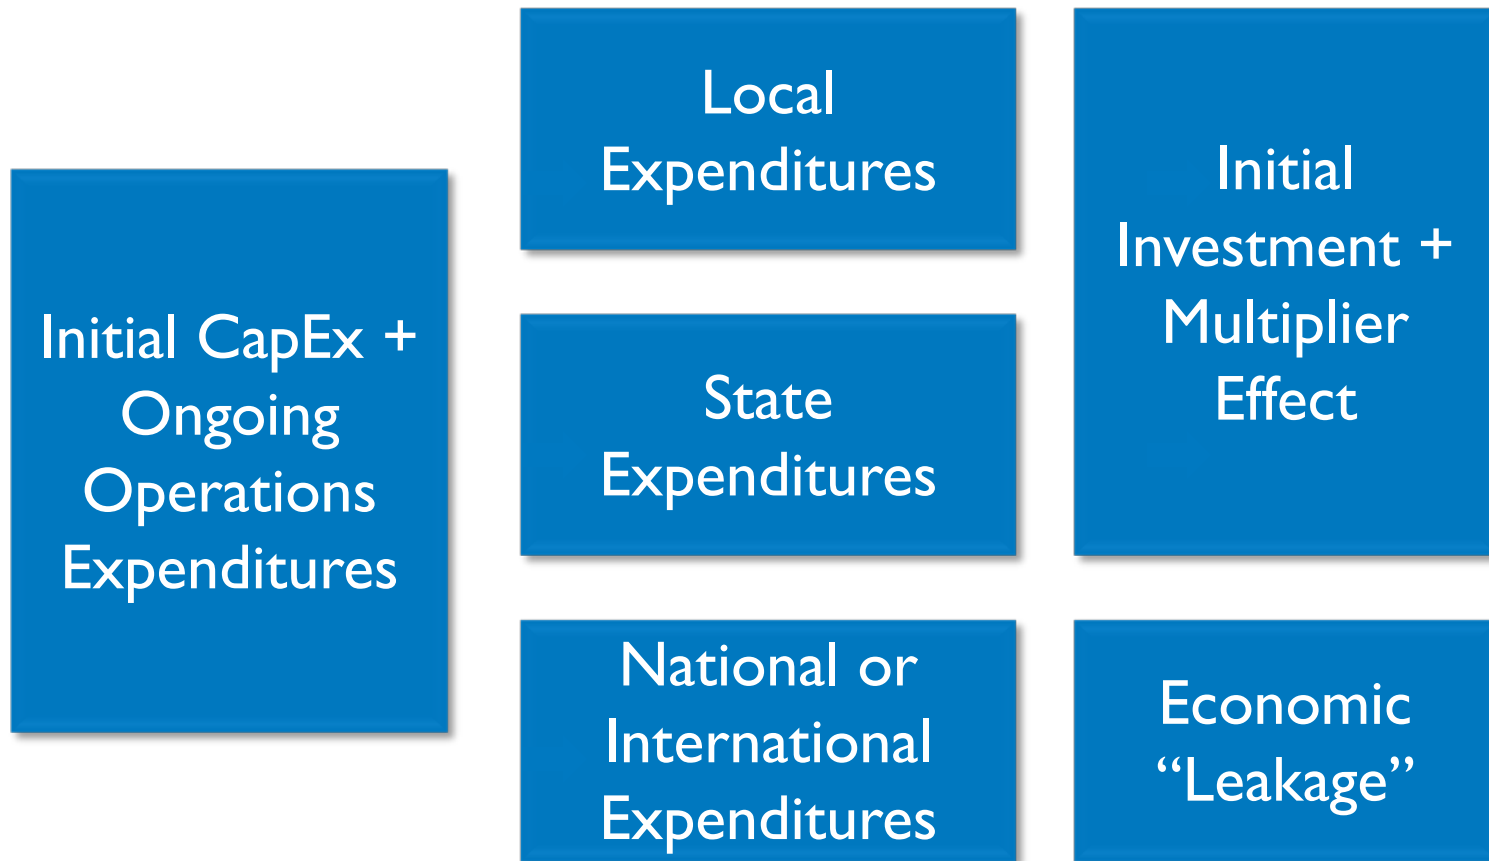 Initial CapEx +
Ongoing
Operations
Expenditures
Local
Expenditures
State
Expenditures
National or
International
Expenditures
Initial
Investment +
Multiplier
Effect
Economic
“Leakage”